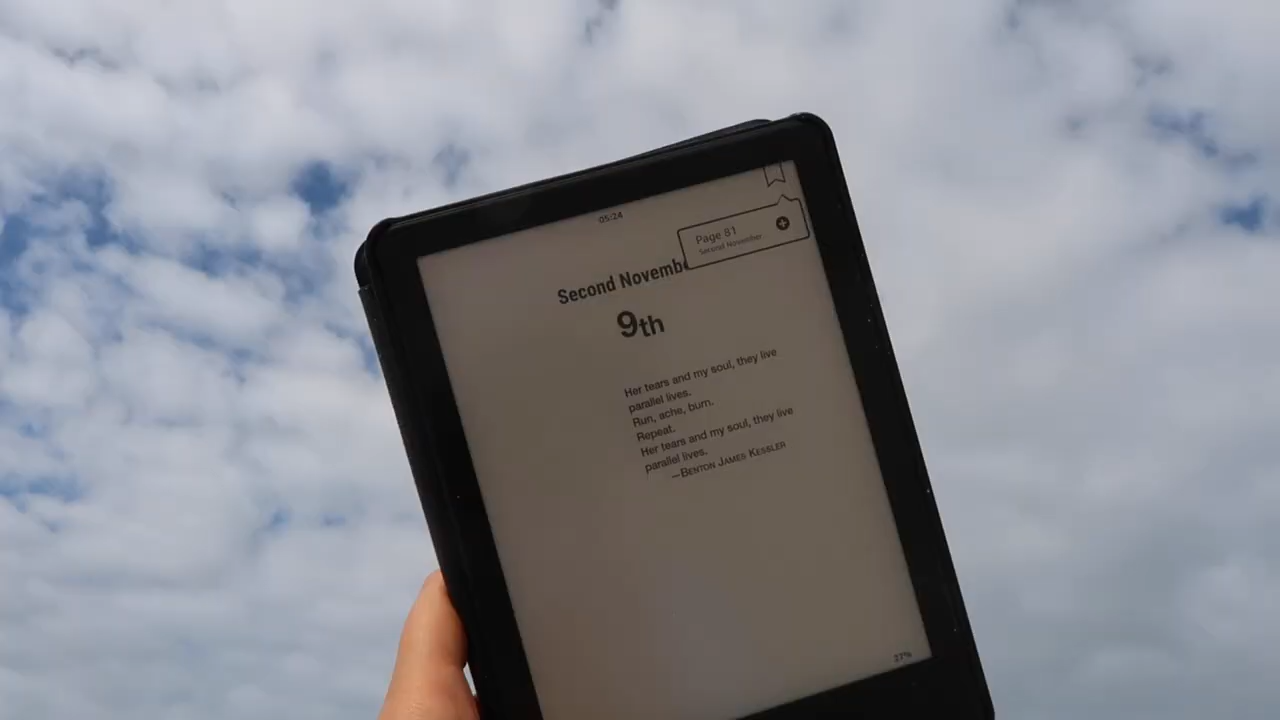 05/24
Page 81
Second November
Second Novembe
9th
Her tears and my soul, they live
parallel lives.
Run, ache, burn.
Repeat.
Her tears and my soul, they live
parallel lives.
—BENTON JAMES KESSLER
27%